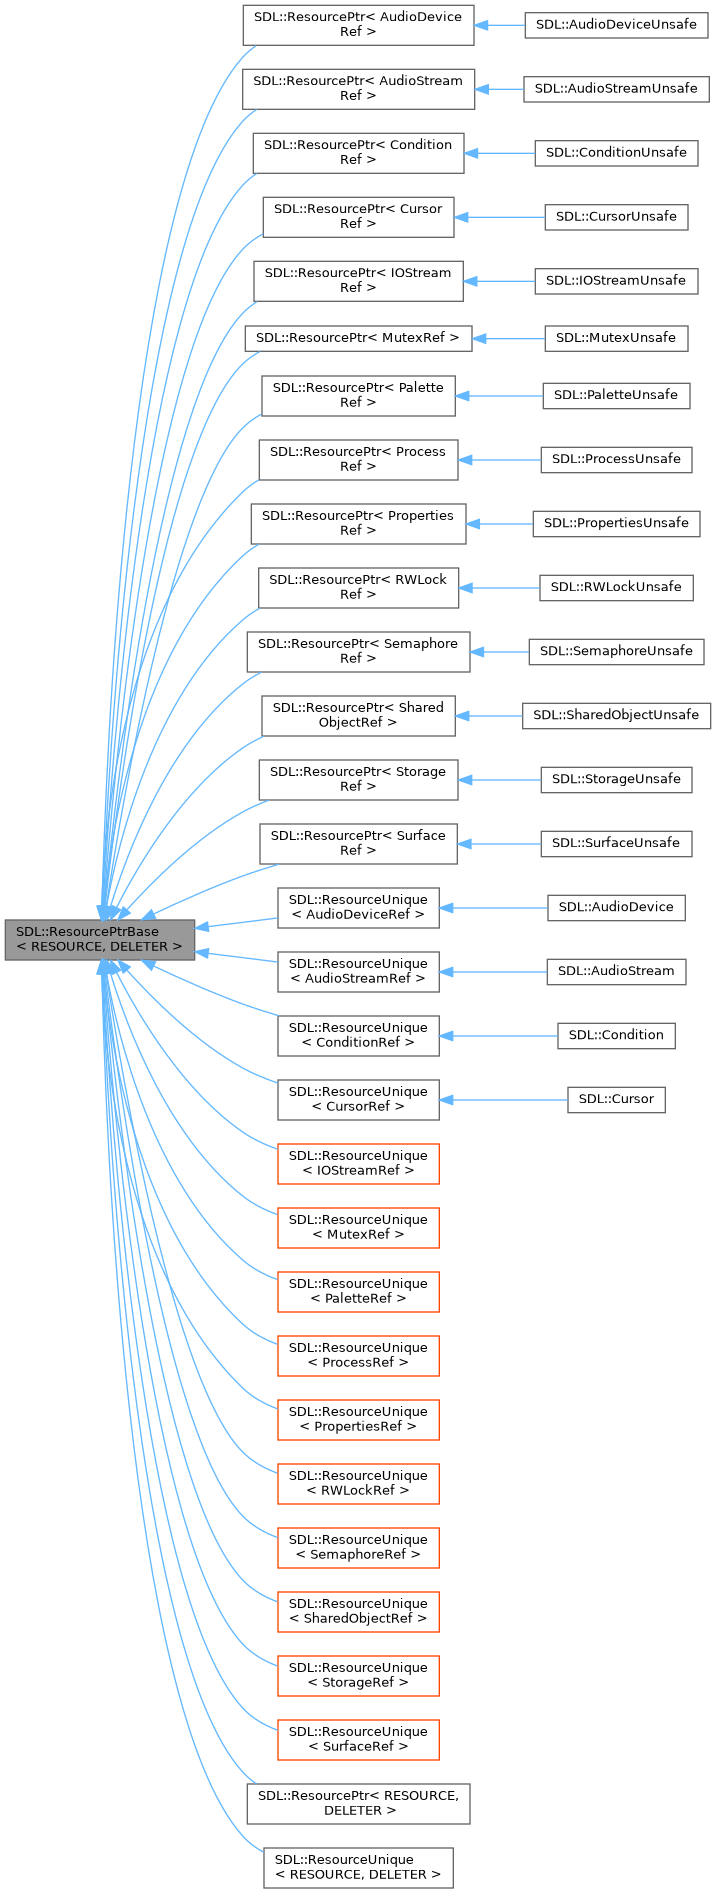 SDL::ResourcePtr< AudioDevice
Ref >
SDL::AudioDeviceUnsafe
SDL::ResourcePtr< AudioStream
Ref >
SDL::AudioStreamUnsafe
SDL::ResourcePtr< Condition
Ref >
SDL::ConditionUnsafe
SDL::ResourcePtr< Cursor
Ref >
SDL::CursorUnsafe
SDL::ResourcePtr< IOStream
Ref >
SDL::IOStreamUnsafe
SDL::ResourcePtr< MutexRef >
SDL::MutexUnsafe
SDL::ResourcePtr< Palette
Ref >
SDL::PaletteUnsafe
SDL::ResourcePtr< Process
Ref >
SDL::ProcessUnsafe
SDL::ResourcePtr< Properties
Ref >
SDL::PropertiesUnsafe
SDL::ResourcePtr< RWLock
Ref >
SDL::RWLockUnsafe
SDL::ResourcePtr< Semaphore
Ref >
SDL::SemaphoreUnsafe
SDL::ResourcePtr< Shared
ObjectRef >
SDL::SharedObjectUnsafe
SDL::ResourcePtr< Storage
Ref >
SDL::StorageUnsafe
SDL::ResourcePtr< Surface
Ref >
SDL::SurfaceUnsafe
SDL::ResourceUnique
< AudioDeviceRef >
SDL::AudioDevice
SDL::ResourcePtrBase
< RESOURCE, DELETER >
SDL::ResourceUnique
< AudioStreamRef >
SDL::AudioStream
SDL::ResourceUnique
< ConditionRef >
SDL::Condition
SDL::ResourceUnique
< CursorRef >
SDL::Cursor
SDL::ResourceUnique
< IOStreamRef >
SDL::ResourceUnique
< MutexRef >
SDL::ResourceUnique
< PaletteRef >
SDL::ResourceUnique
< ProcessRef >
SDL::ResourceUnique
< PropertiesRef >
SDL::ResourceUnique
< RWLockRef >
SDL::ResourceUnique
< SemaphoreRef >
SDL::ResourceUnique
< SharedObjectRef >
SDL::ResourceUnique
< StorageRef >
SDL::ResourceUnique
< SurfaceRef >
SDL::ResourcePtr< RESOURCE,
DELETER >
SDL::ResourceUnique
< RESOURCE, DELETER >